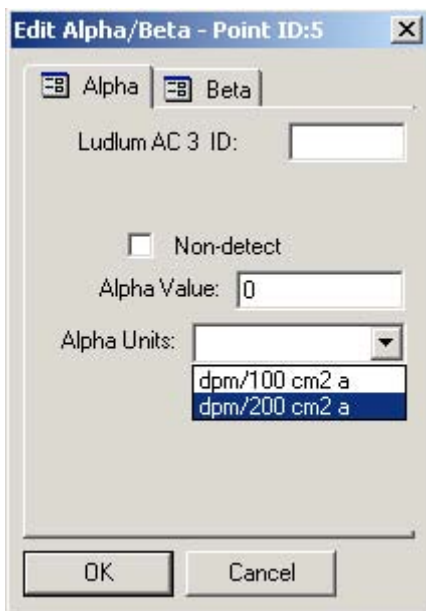 Edit Alpha/Beta - Point ID:5
Alpha Beta
Ludlum AC 3 ID:
Non-detect
Alpha Value: 0
Alpha Units:
dpm/100 cm2 a
dpm/200 cm2 a
OK Cancel